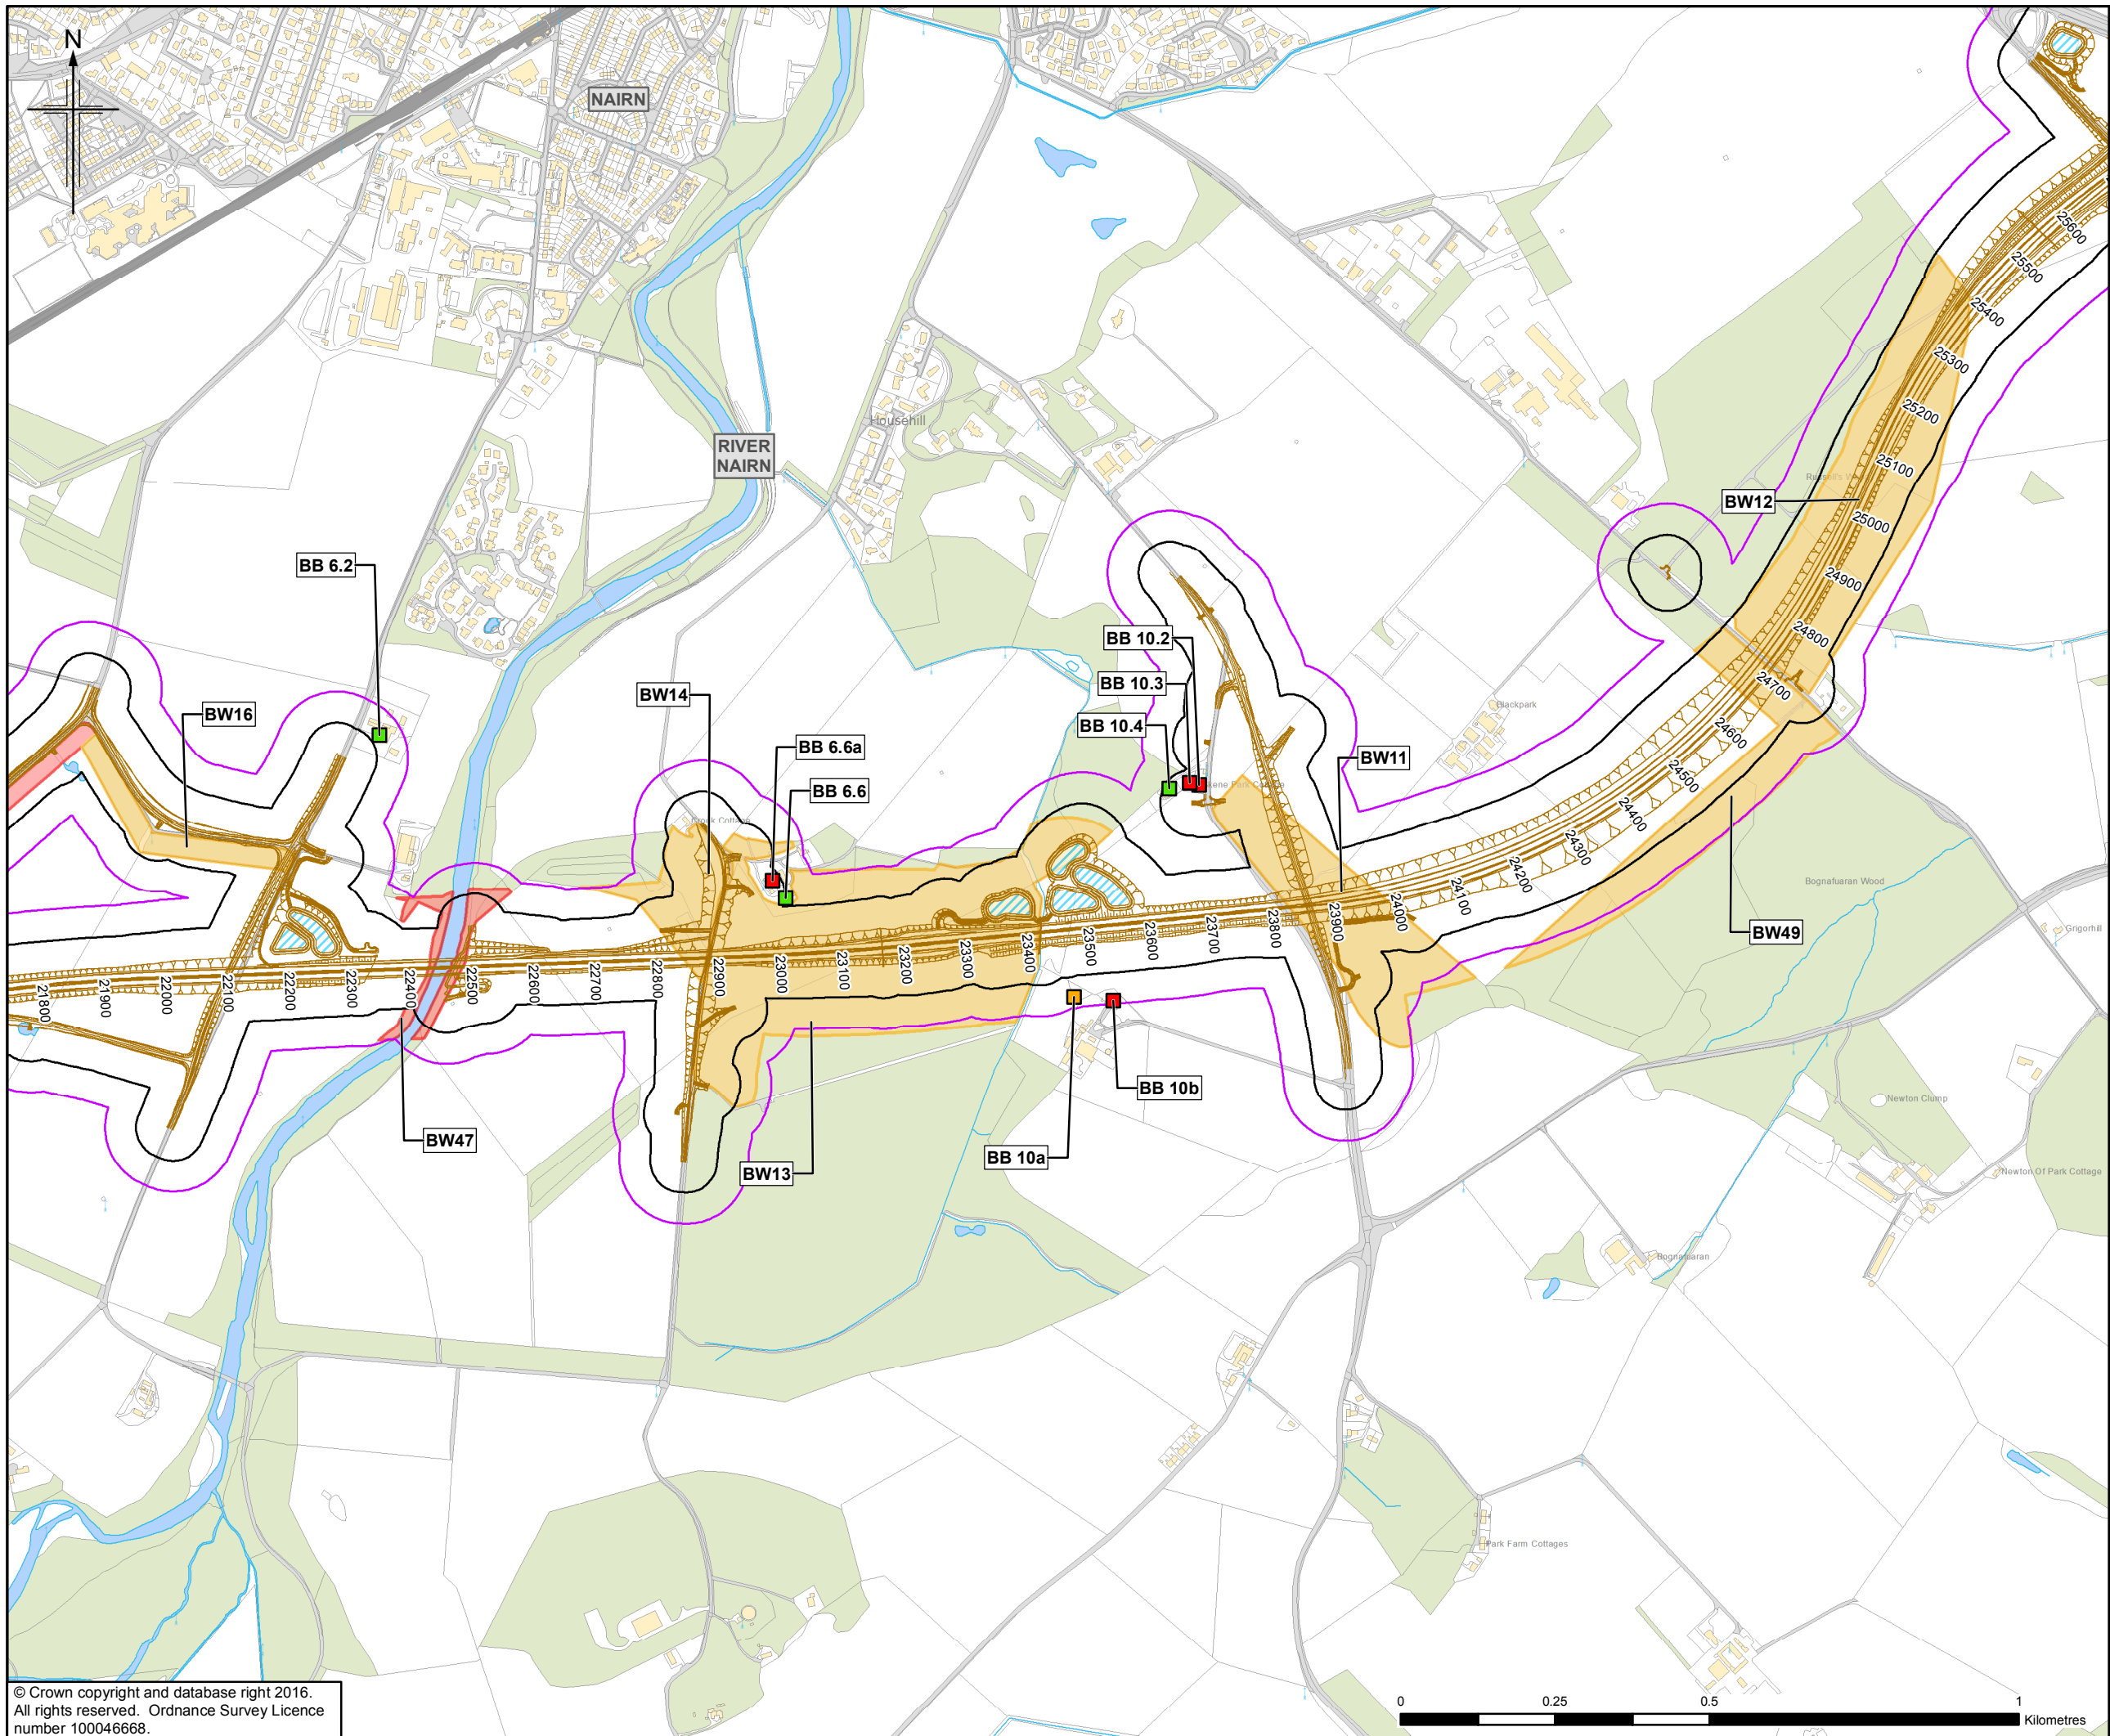 N
NAIRN
RIVER
NAIRN
Househill
BB 6.2
BW16
BW14
BB 6.6a
BB 6.6
BB 10.2
BB 10.3
BB 10.4
BW11
BW12
BW49
BW47
BW13
BB 10a
BB 10b
Blackpark
Bognafuaran Wood
Grigorhill
Newton Clump
Newton Of Park Cottage
Bognafuaran
Park Farm Cottages
21800
21900
22000
22100
22200
22300
22400
22500
22600
22700
22800
22900
23000
23100
23200
23300
23400
23500
23600
23700
23800
23900
24000
24100
24200
24300
24400
24500
24600
24700
24800
24900
25000
25100
25200
25300
25400
25500
25600
© Crown copyright and database right 2016.
All rights reserved. Ordnance Survey Licence
number 100046668.
0 0.25 0.5 1
Kilometres